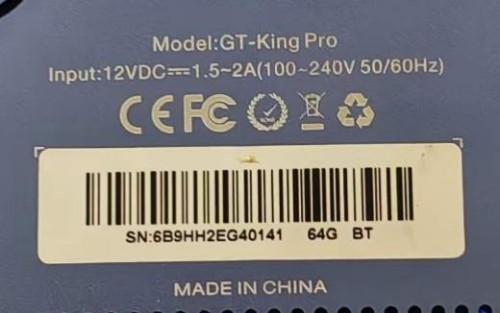 Model:GT-King Pro
Input:12VDC⎓1.5~2A(100~240V 50/60Hz)
CE FC
SN:6B9HH2EG40141 64G BT
MADE IN CHINA